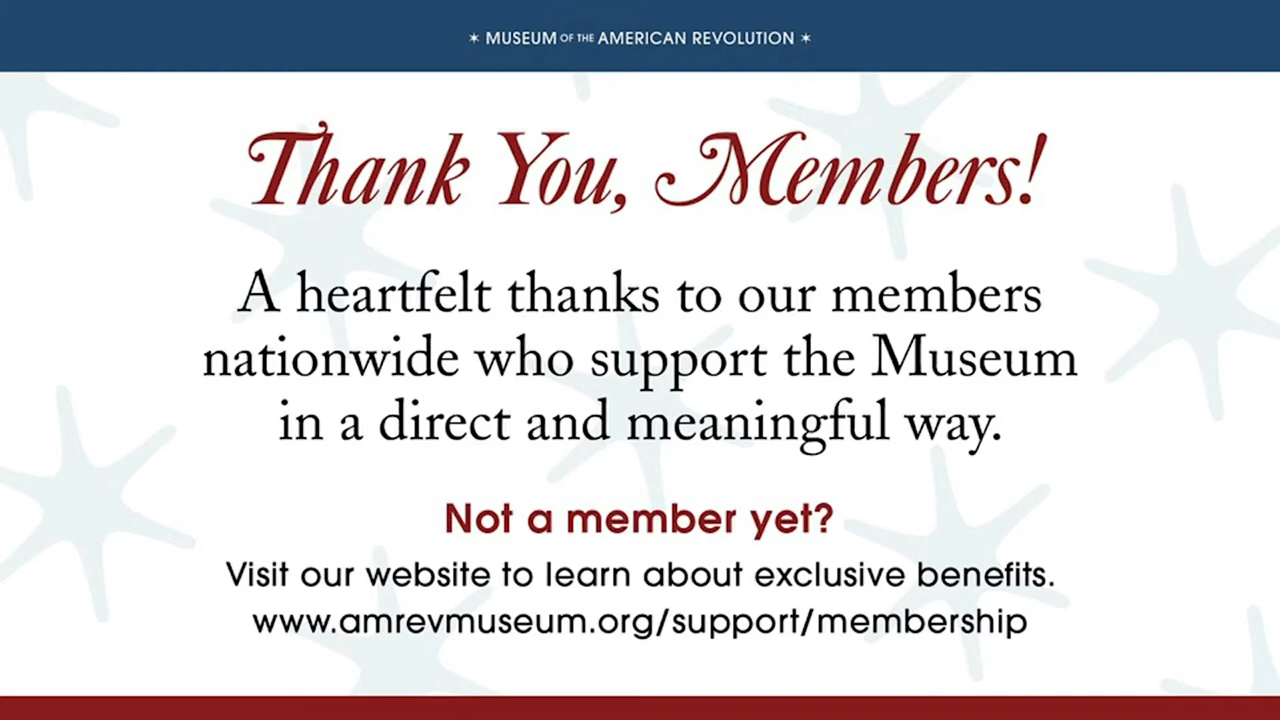 ✶ MUSEUM OF THE AMERICAN REVOLUTION ✶
Thank You, Members!
A heartfelt thanks to our members
nationwide who support the Museum
in a direct and meaningful way.
Not a member yet?
Visit our website to learn about exclusive benefits.
www.amrevmuseum.org/support/membership